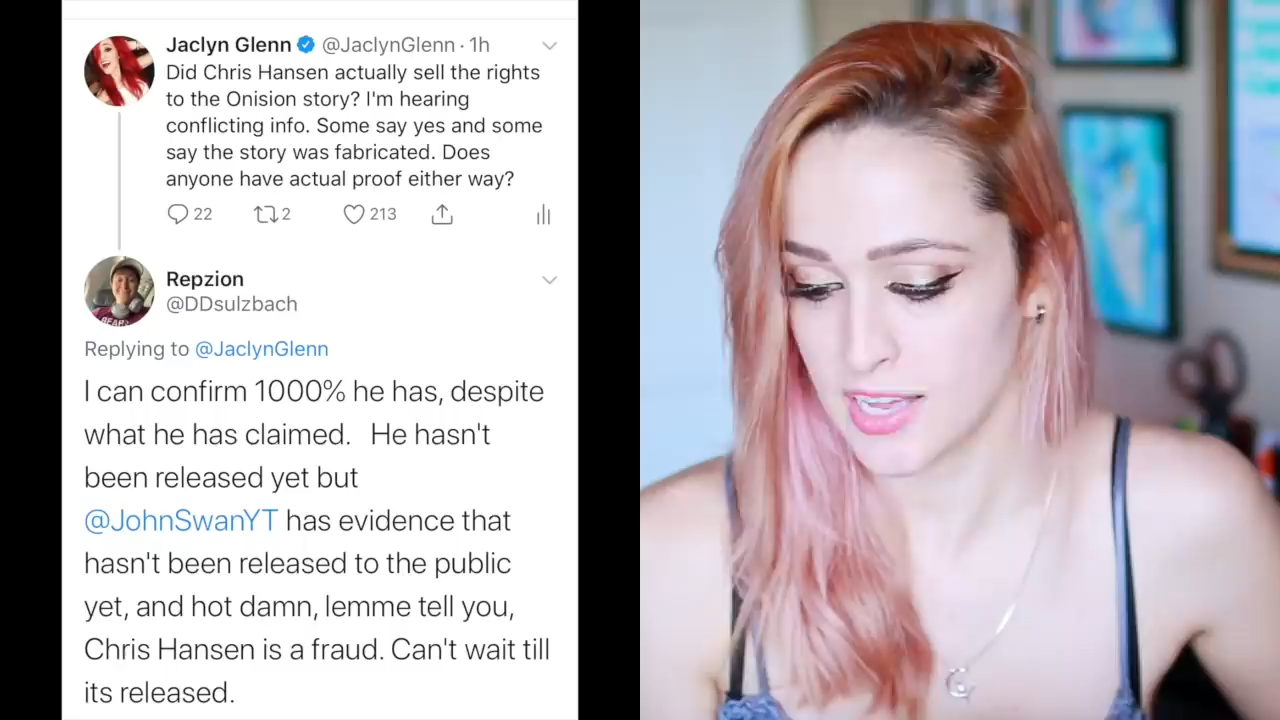 Jaclyn Glenn @JaclynGlenn · 1h
Did Chris Hansen actually sell the rights
to the Onision story? I'm hearing
conflicting info. Some say yes and some
say the story was fabricated. Does
anyone have actual proof either way?
22 2 213
Repzion
@DDsulzbach
Replying to @JaclynGlenn
I can confirm 1000% he has, despite
what he has claimed. He hasn't
been released yet but
@JohnSwanYT has evidence that
hasn't been released to the public
yet, and hot damn, lemme tell you,
Chris Hansen is a fraud. Can't wait till
its released.